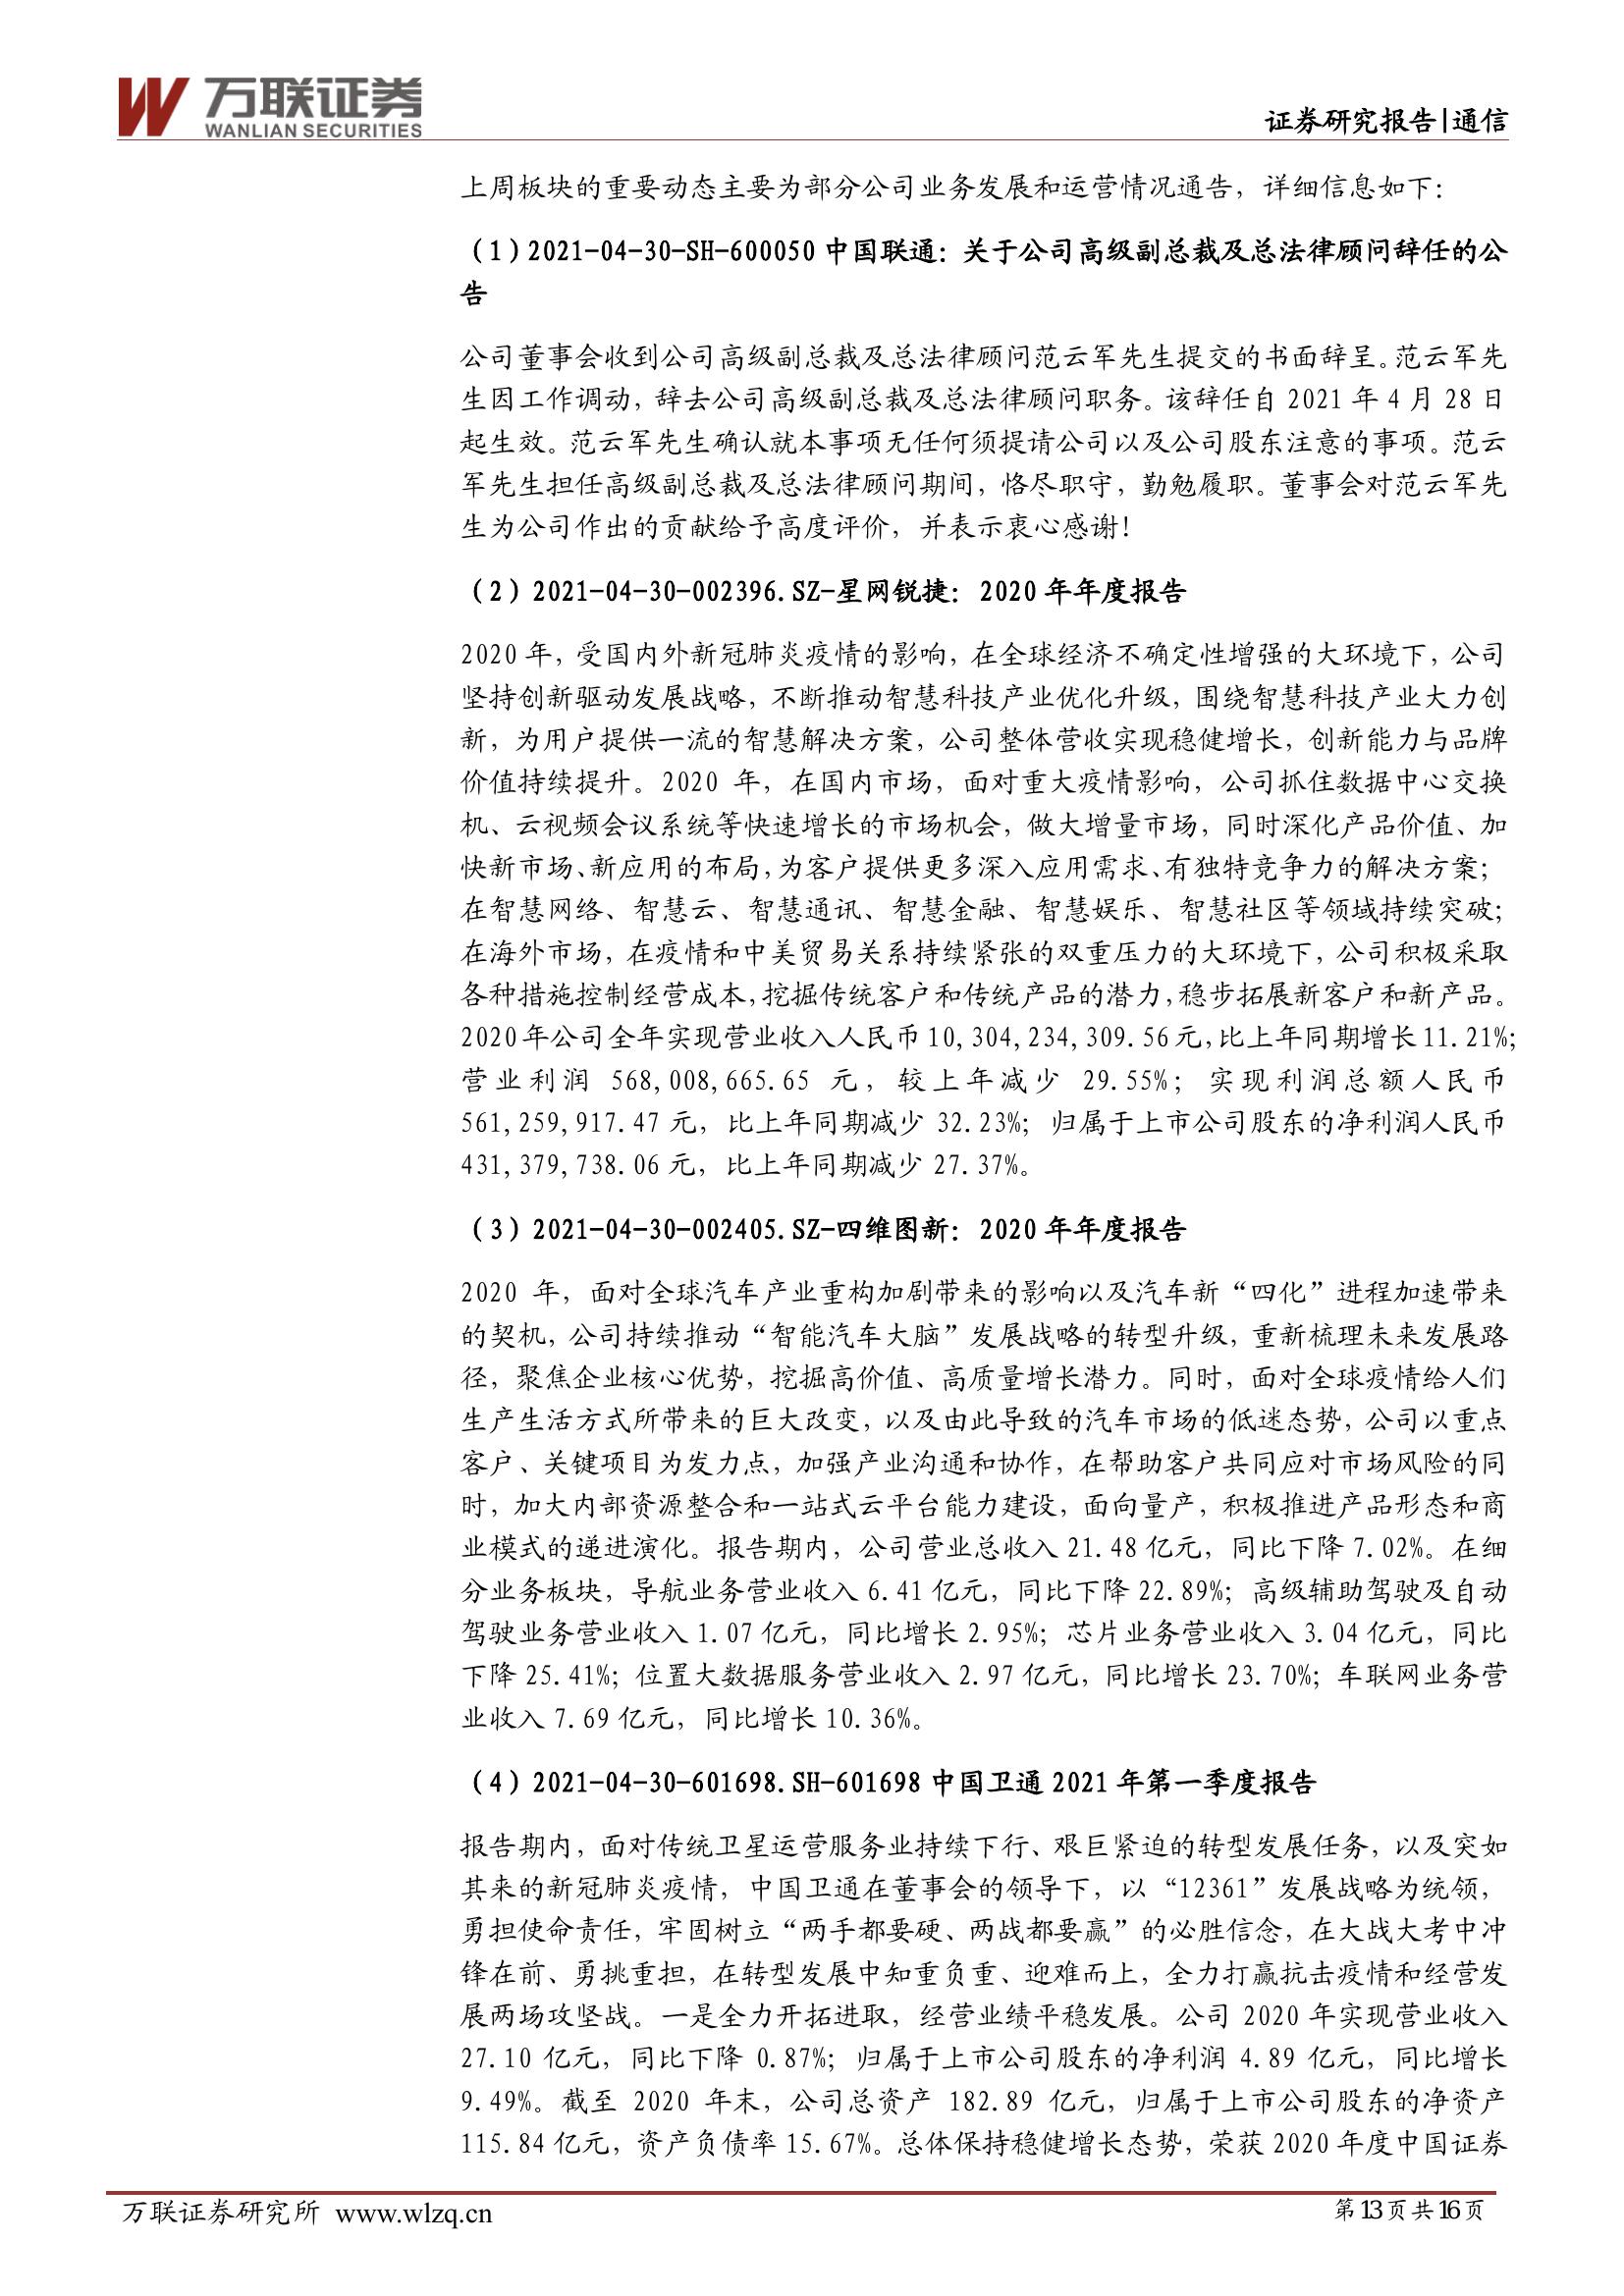 万联证券
WANLIAN SECURITIES
证券研究报告|通信
上周板块的重要动态主要为部分公司业务发展和运营情况通告，详细信息如下：
（1）2021-04-30-SH-600050 中国联通：关于公司高级副总裁及总法律顾问辞任的公
告
公司董事会收到公司高级副总裁及总法律顾问范云军先生提交的书面辞呈。范云军先
生因工作调动，辞去公司高级副总裁及总法律顾问职务。该辞任自 2021 年 4 月 28 日
起生效。范云军先生确认就本事项无任何须提请公司以及公司股东注意的事项。范云
军先生担任高级副总裁及总法律顾问期间，恪尽职守，勤勉履职。董事会对范云军先
生为公司作出的贡献给予高度评价，并表示衷心感谢！
（2）2021-04-30-002396.SZ-星网锐捷：2020 年年度报告
2020 年，受国内外新冠肺炎疫情的影响，在全球经济不确定性增强的大环境下，公司
坚持创新驱动发展战略，不断推动智慧科技产业优化升级，围绕智慧科技产业大力创
新，为用户提供一流的智慧解决方案，公司整体营收实现稳健增长，创新能力与品牌
价值持续提升。2020 年，在国内市场，面对重大疫情影响，公司抓住数据中心交换
机、云视频会议系统等快速增长的市场机会，做大增量市场，同时深化产品价值、加
快新市场、新应用的布局，为客户提供更多深入应用需求、有独特竞争力的解决方案；
在智慧网络、智慧云、智慧通讯、智慧金融、智慧娱乐、智慧社区等领域持续突破；
在海外市场，在疫情和中美贸易关系持续紧张的双重压力的大环境下，公司积极采取
各种措施控制经营成本，挖掘传统客户和传统产品的潜力，稳步拓展新客户和新产品。
2020 年公司全年实现营业收入人民币 10,304,234,309.56 元，比上年同期增长 11.21%；
营业利润 568,008,665.65 元，较上年减少 29.55%；实现利润总额人民币
561,259,917.47 元，比上年同期减少 32.23%；归属于上市公司股东的净利润人民币
431,379,738.06 元，比上年同期减少 27.37%。
（3）2021-04-30-002405.SZ-四维图新：2020 年年度报告
2020 年，面对全球汽车产业重构加剧带来的影响以及汽车新“四化”进程加速带来
的契机，公司持续推动“智能汽车大脑”发展战略的转型升级，重新梳理未来发展路
径，聚焦企业核心优势，挖掘高价值、高质量增长潜力。同时，面对全球疫情给人们
生产生活方式所带来的巨大改变，以及由此导致的汽车市场的低迷态势，公司以重点
客户、关键项目为发力点，加强产业沟通和协作，在帮助客户共同应对市场风险的同
时，加大内部资源整合和一站式云平台能力建设，面向量产，积极推进产品形态和商
业模式的递进演化。报告期内，公司营业总收入 21.48 亿元，同比下降 7.02%。在细
分业务板块，导航业务营业收入 6.41 亿元，同比下降 22.89%；高级辅助驾驶及自动
驾驶业务营业收入 1.07 亿元，同比增长 2.95%；芯片业务营业收入 3.04 亿元，同比
下降 25.41%；位置大数据服务营业收入 2.97 亿元，同比增长 23.70%；车联网业务营
业收入 7.69 亿元，同比增长 10.36%。
（4）2021-04-30-601698.SH-601698 中国卫通 2021 年第一季度报告
报告期内，面对传统卫星运营服务业持续下行、艰巨紧迫的转型发展任务，以及突如
其来的新冠肺炎疫情，中国卫通在董事会的领导下，以“12361”发展战略为统领，
勇担使命责任，牢固树立“两手都要硬、两战都要赢”的必胜信念，在大战大考中冲
锋在前、勇挑重担，在转型发展中知重负重、迎难而上，全力打赢抗击疫情和经营发
展两场攻坚战。一是全力开拓进取，经营业绩平稳发展。公司 2020 年实现营业收入
27.10 亿元，同比下降 0.87%；归属于上市公司股东的净利润 4.89 亿元，同比增长
9.49%。截至 2020 年末，公司总资产 182.89 亿元，归属于上市公司股东的净资产
115.84 亿元，资产负债率 15.67%。总体保持稳健增长态势，荣获 2020 年度中国证券
万联证券研究所 www.wlzq.cn
第 13 页 共 16 页